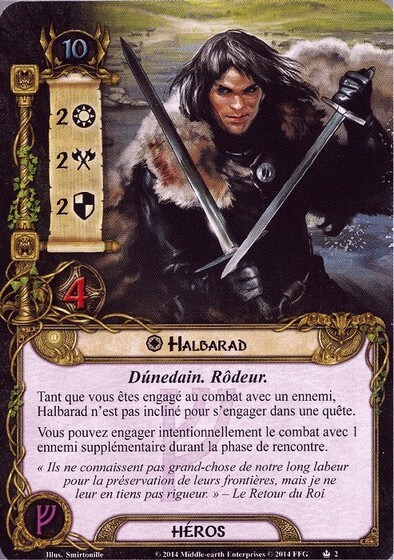 10
2
2
2
4
HALBARAD
Dúnedain. Rôdeur.
Tant que vous êtes engagé au combat avec un ennemi,
Halbarad n'est pas incliné pour s'engager dans une quête.
Vous pouvez engager intentionnellement le combat avec 1
ennemi supplémentaire durant la phase de rencontre.
« Ils ne connaissent pas grand-chose de notre long labeur
pour la préservation de leurs frontières, mais je ne
leur en tiens pas rigueur. » – Le Retour du Roi
HÉROS
Illus. Smirtouille © 2014 Middle-earth Enterprises © 2014 FFG 2